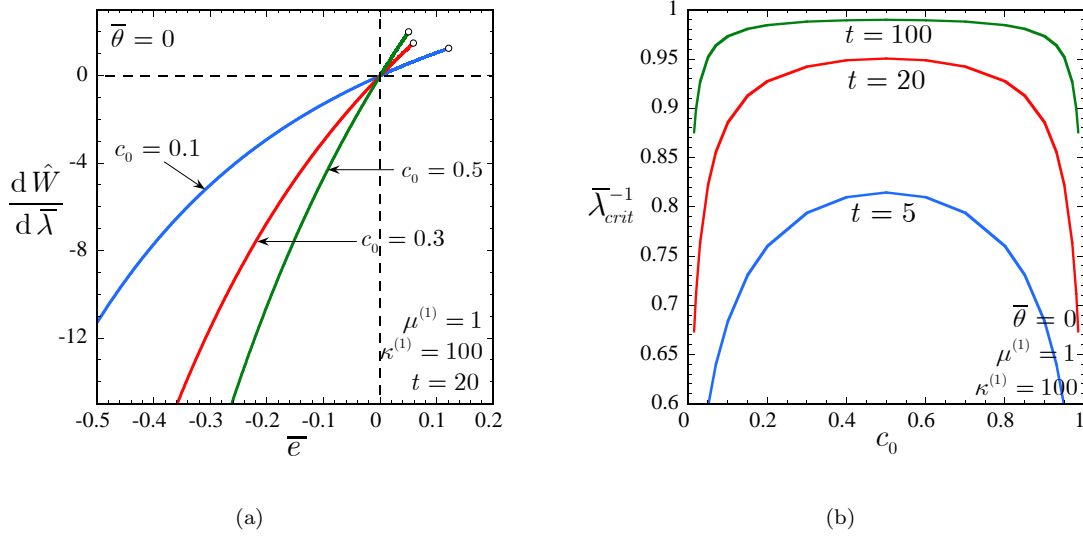 θ̅ = 0
0
-4
-8
-12
d Ŵ
d λ̅
c₀ = 0.1
c₀ = 0.5
c₀ = 0.3
μ⁽¹⁾ = 1
κ⁽¹⁾ = 100
t = 20
-0.5 -0.4 -0.3 -0.2 -0.1 0 0.1 0.2
e̅
(a)
1
0.95
0.9
0.85
0.8
0.75
0.7
0.65
0.6
λ̅⁻¹crit
t = 100
t = 20
t = 5
θ̅ = 0
μ⁽¹⁾ = 1
κ⁽¹⁾ = 100
0 0.2 0.4 0.6 0.8 1
c₀
(b)